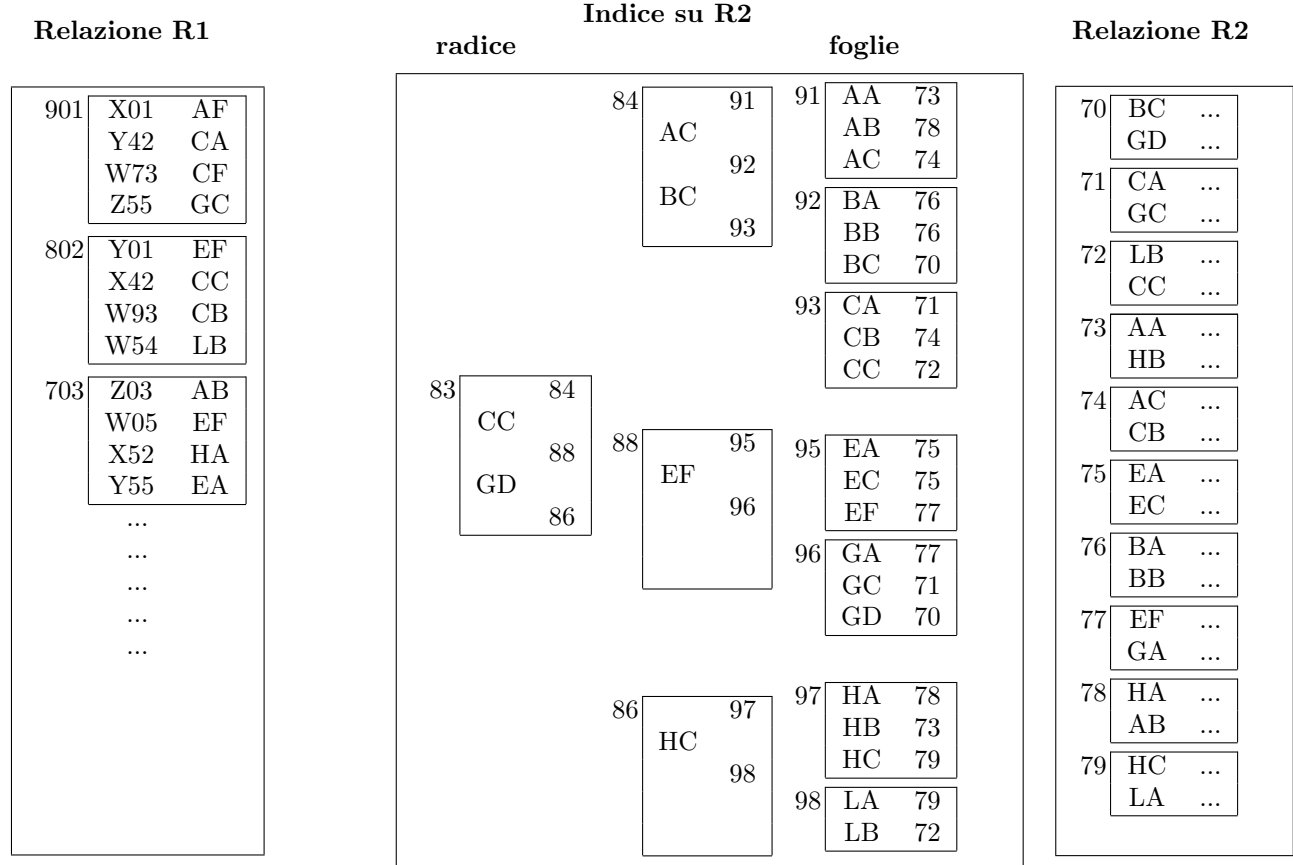 Relazione R1
Indice su R2
radice
foglie
Relazione R2
901 X01 AF
Y42 CA
W73 CF
Z55 GC
802 Y01 EF
X42 CC
W93 CB
W54 LB
703 Z03 AB
W05 EF
X52 HA
Y55 EA
...
...
...
...
...
83 84
CC
88
GD
86
84 91
AC
92
BC
93
88 95
EF
96
86 97
HC
98
91 AA 73
AB 78
AC 74
92 BA 76
BB 76
BC 70
93 CA 71
CB 74
CC 72
95 EA 75
EC 75
EF 77
96 GA 77
GC 71
GD 70
97 HA 78
HB 73
HC 79
98 LA 79
LB 72
70 BC ...
GD ...
71 CA ...
GC ...
72 LB ...
CC ...
73 AA ...
HB ...
74 AC ...
CB ...
75 EA ...
EC ...
76 BA ...
BB ...
77 EF ...
GA ...
78 HA ...
AB ...
79 HC ...
LA ...